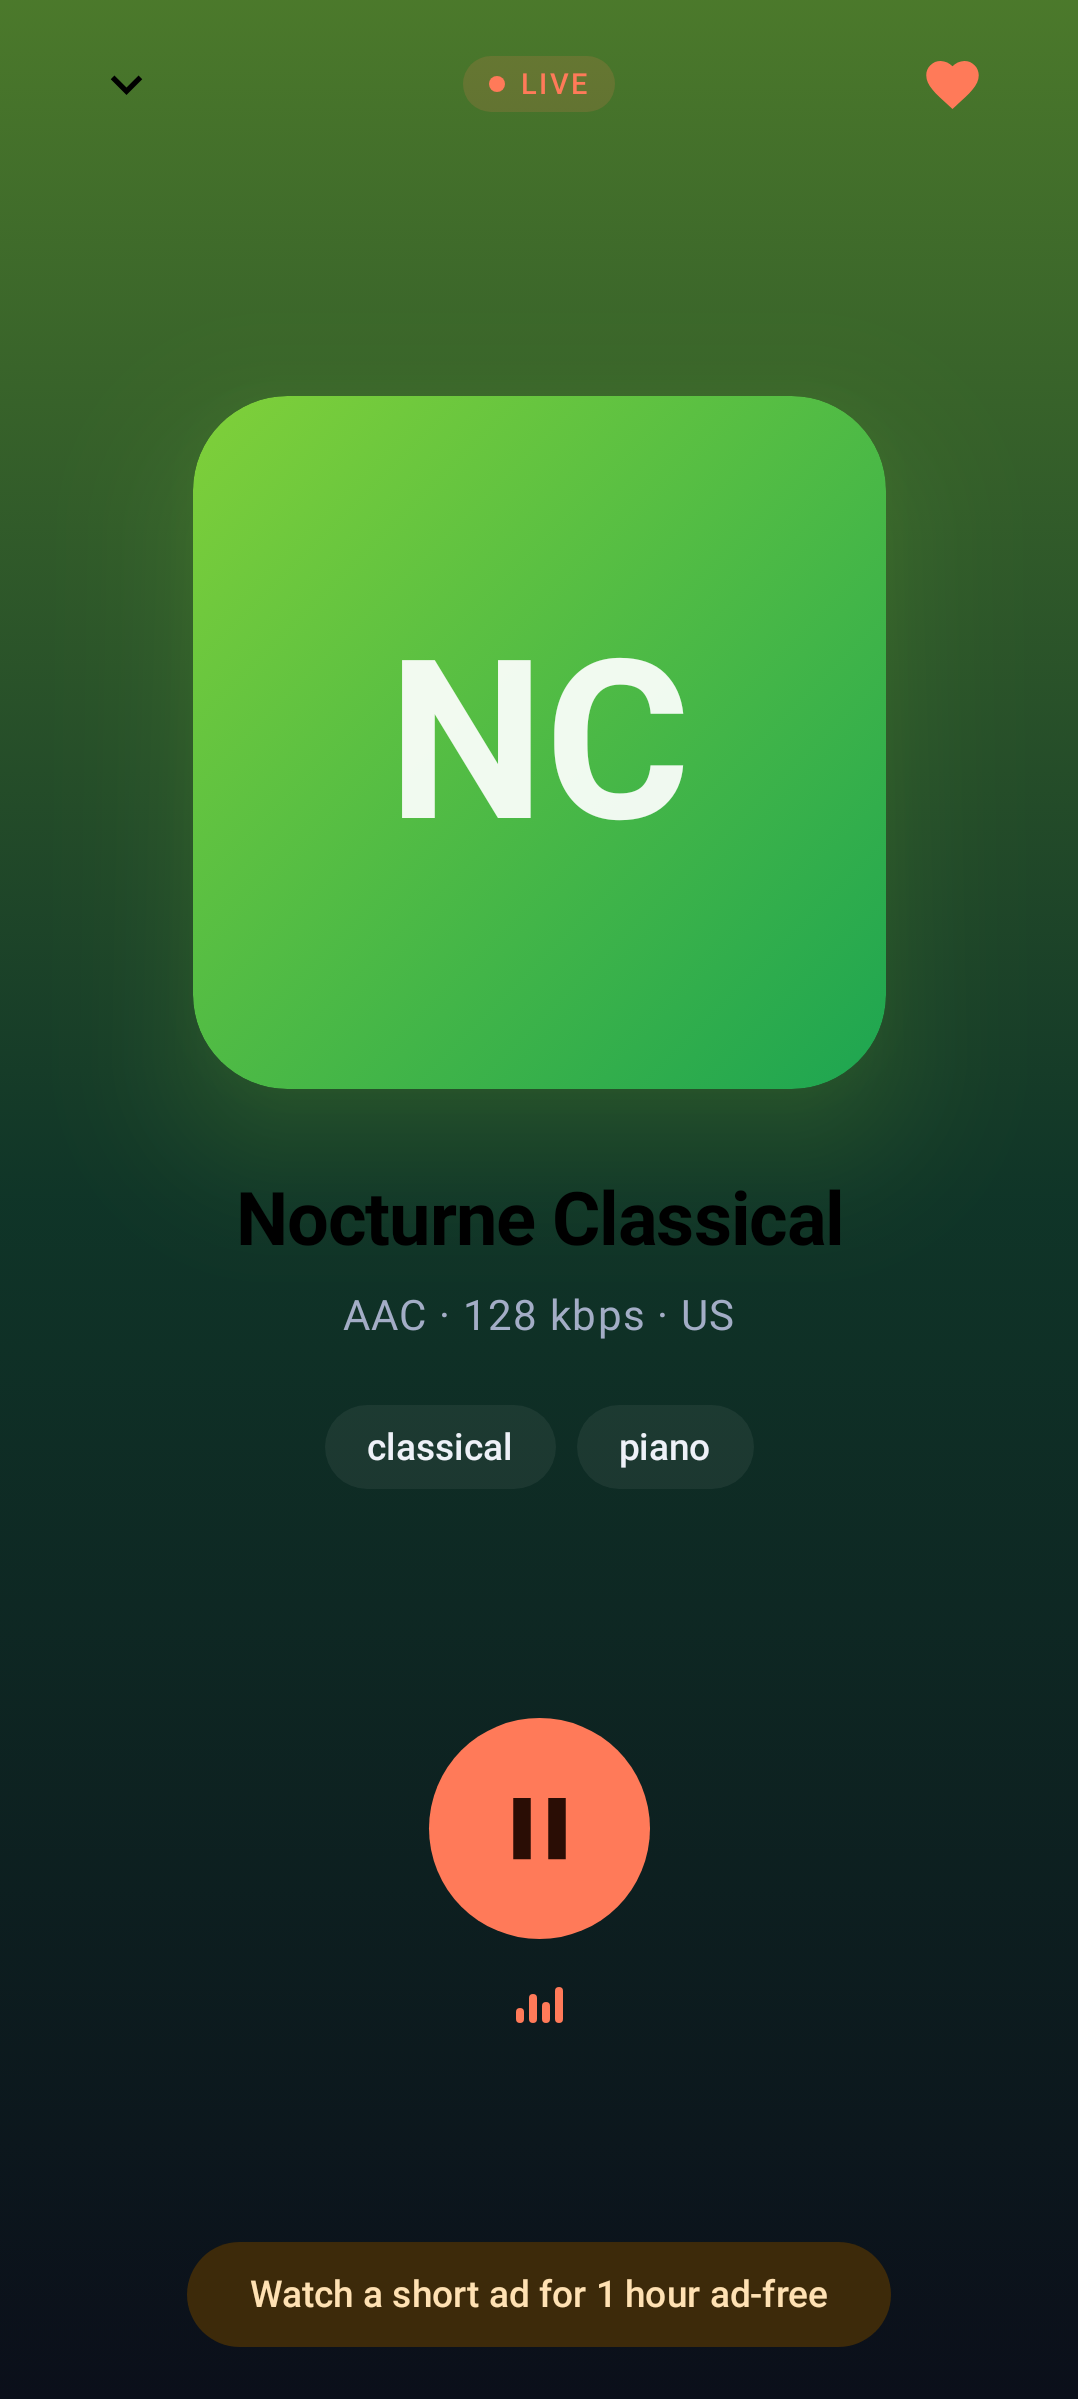 LIVE
NC
Nocturne Classical
AAC · 128 kbps · US
classical
piano
Watch a short ad for 1 hour ad-free